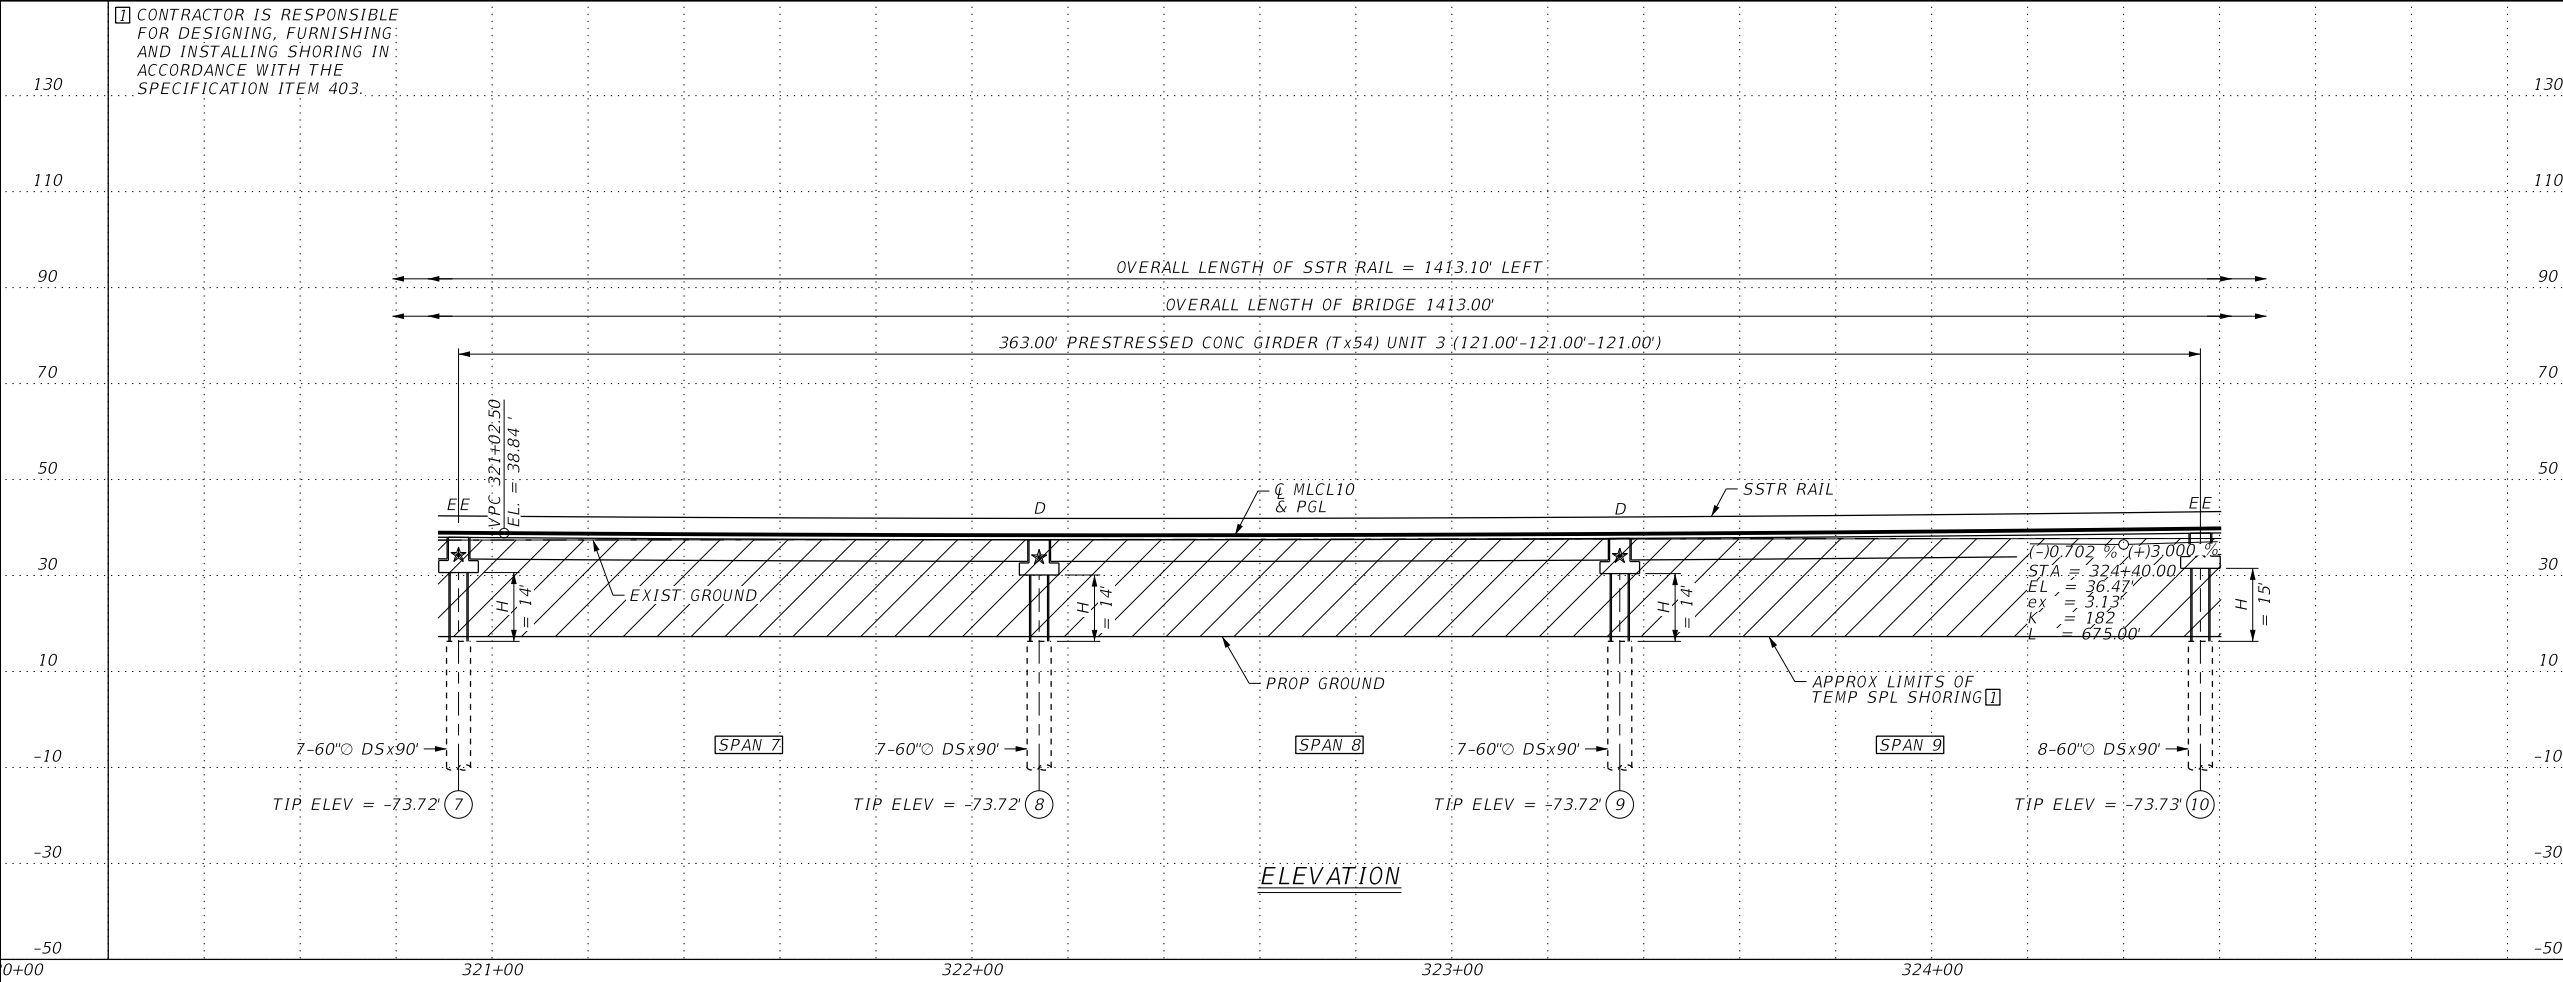 1 CONTRACTOR IS RESPONSIBLE
FOR DESIGNING, FURNISHING
AND INSTALLING SHORING IN
ACCORDANCE WITH THE
SPECIFICATION ITEM 403.
130 130
110 110
OVERALL LENGTH OF SSTR RAIL = 1413.10' LEFT
90 90
OVERALL LENGTH OF BRIDGE 1413.00'
363.00' PRESTRESSED CONC GIRDER (Tx54) UNIT 3 (121.00'-121.00'-121.00')
70 70
VPC 321+02.50
EL. = 38.84 '
50 50
℄ MLCL10
& PGL
SSTR RAIL
EE D D EE
(-)0.702 % (+)3.000 %
STA = 324+40.00
EL = 36.47'
ex = 3.13'
K = 182
L = 675.00'
30 30
EXIST GROUND
H = 14'
H = 14'
H = 14'
H = 15'
10 10
PROP GROUND
APPROX LIMITS OF
TEMP SPL SHORING 1
7-60"∅ DSx90' SPAN 7 7-60"∅ DSx90' SPAN 8 7-60"∅ DSx90' SPAN 9 8-60"∅ DSx90'
-10 -10
TIP ELEV = -73.72' 7 TIP ELEV = -73.72' 8 TIP ELEV = -73.72' 9 TIP ELEV = -73.73' 10
-30 -30
ELEVATION
-50 -50
0+00 321+00 322+00 323+00 324+00